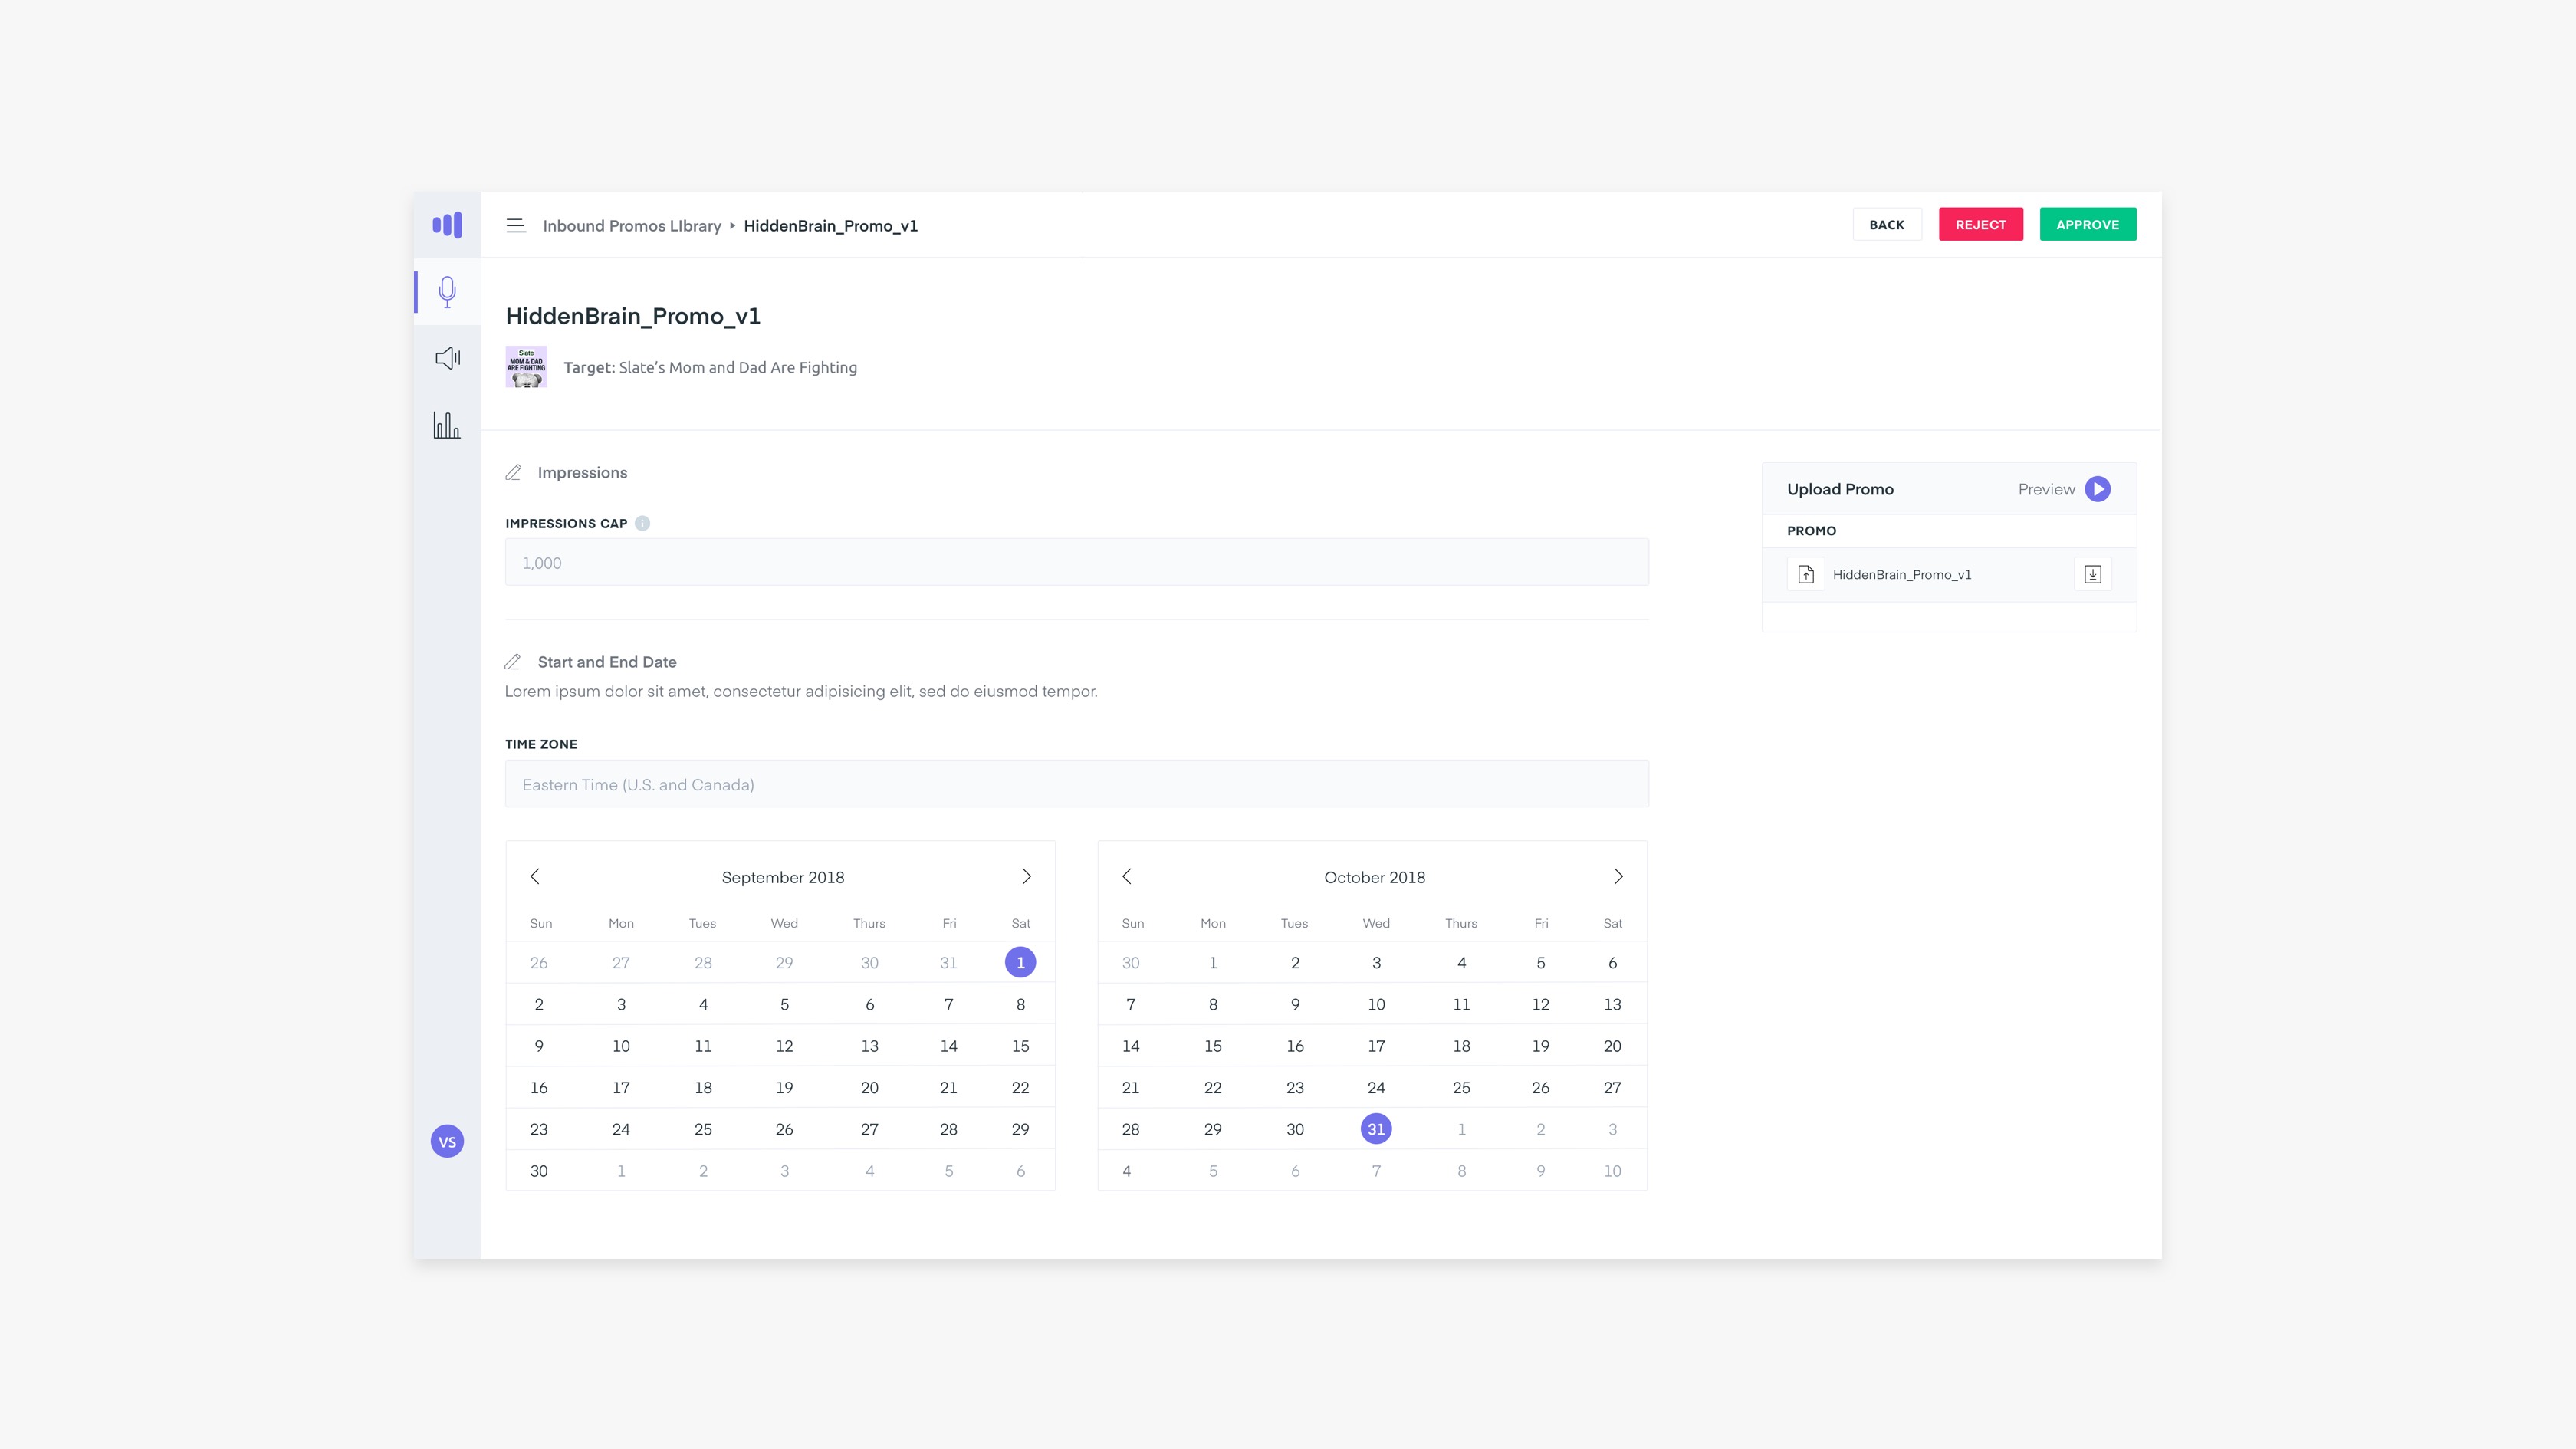 Inbound Promos LIbrary ▸ HiddenBrain_Promo_v1
BACK
REJECT
APPROVE
HiddenBrain_Promo_v1
Slate
MOM & DAD
ARE FIGHTING
Target: Slate’s Mom and Dad Are Fighting
Impressions
IMPRESSIONS CAP i
1,000
Upload Promo
Preview
PROMO
HiddenBrain_Promo_v1
Start and End Date
Lorem ipsum dolor sit amet, consectetur adipisicing elit, sed do eiusmod tempor.
TIME ZONE
Eastern Time (U.S. and Canada)
September 2018
Sun Mon Tues Wed Thurs Fri Sat
26 27 28 29 30 31 1
2 3 4 5 6 7 8
9 10 11 12 13 14 15
16 17 18 19 20 21 22
23 24 25 26 27 28 29
30 1 2 3 4 5 6
October 2018
Sun Mon Tues Wed Thurs Fri Sat
30 1 2 3 4 5 6
7 8 9 10 11 12 13
14 15 16 17 18 19 20
21 22 23 24 25 26 27
28 29 30 31 1 2 3
4 5 6 7 8 9 10
VS